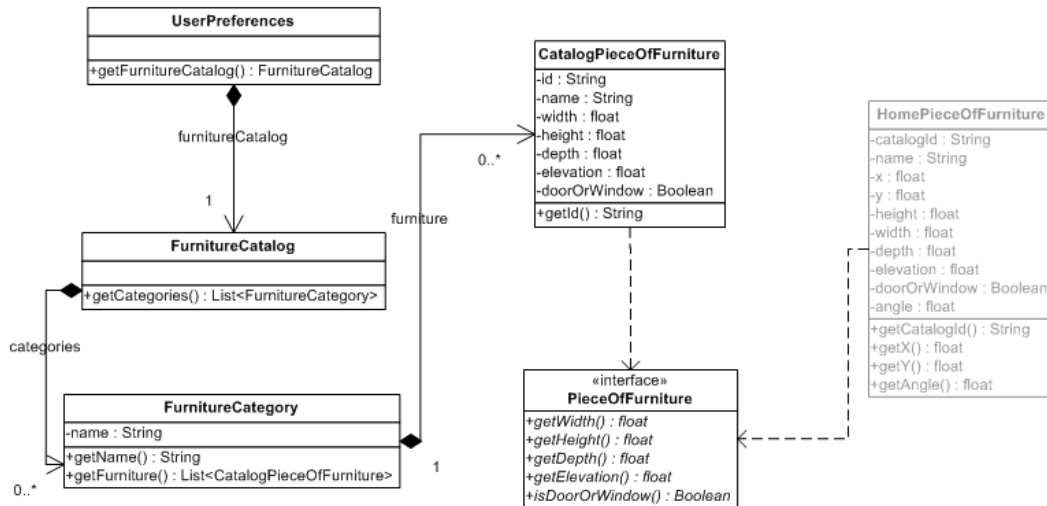 UserPreferences
+getFurnitureCatalog() : FurnitureCatalog
furnitureCatalog
1
FurnitureCatalog
+getCategories() : List<FurnitureCategory>
categories
0..*
FurnitureCategory
-name : String
+getName() : String
+getFurniture() : List<CatalogPieceOfFurniture>
1
furniture
0..*
CatalogPieceOfFurniture
-id : String
-name : String
-width : float
-height : float
-depth : float
-elevation : float
-doorOrWindow : Boolean
+getId() : String
«interface»
PieceOfFurniture
+getWidth() : float
+getHeight() : float
+getDepth() : float
+getElevation() : float
+isDoorOrWindow() : Boolean
HomePieceOfFurniture
-catalogId : String
-name : String
-x : float
-y : float
-height : float
-width : float
-depth : float
-elevation : float
-doorOrWindow : Boolean
-angle : float
+getCatalogId() : String
+getX() : float
+getY() : float
+getAngle() : float